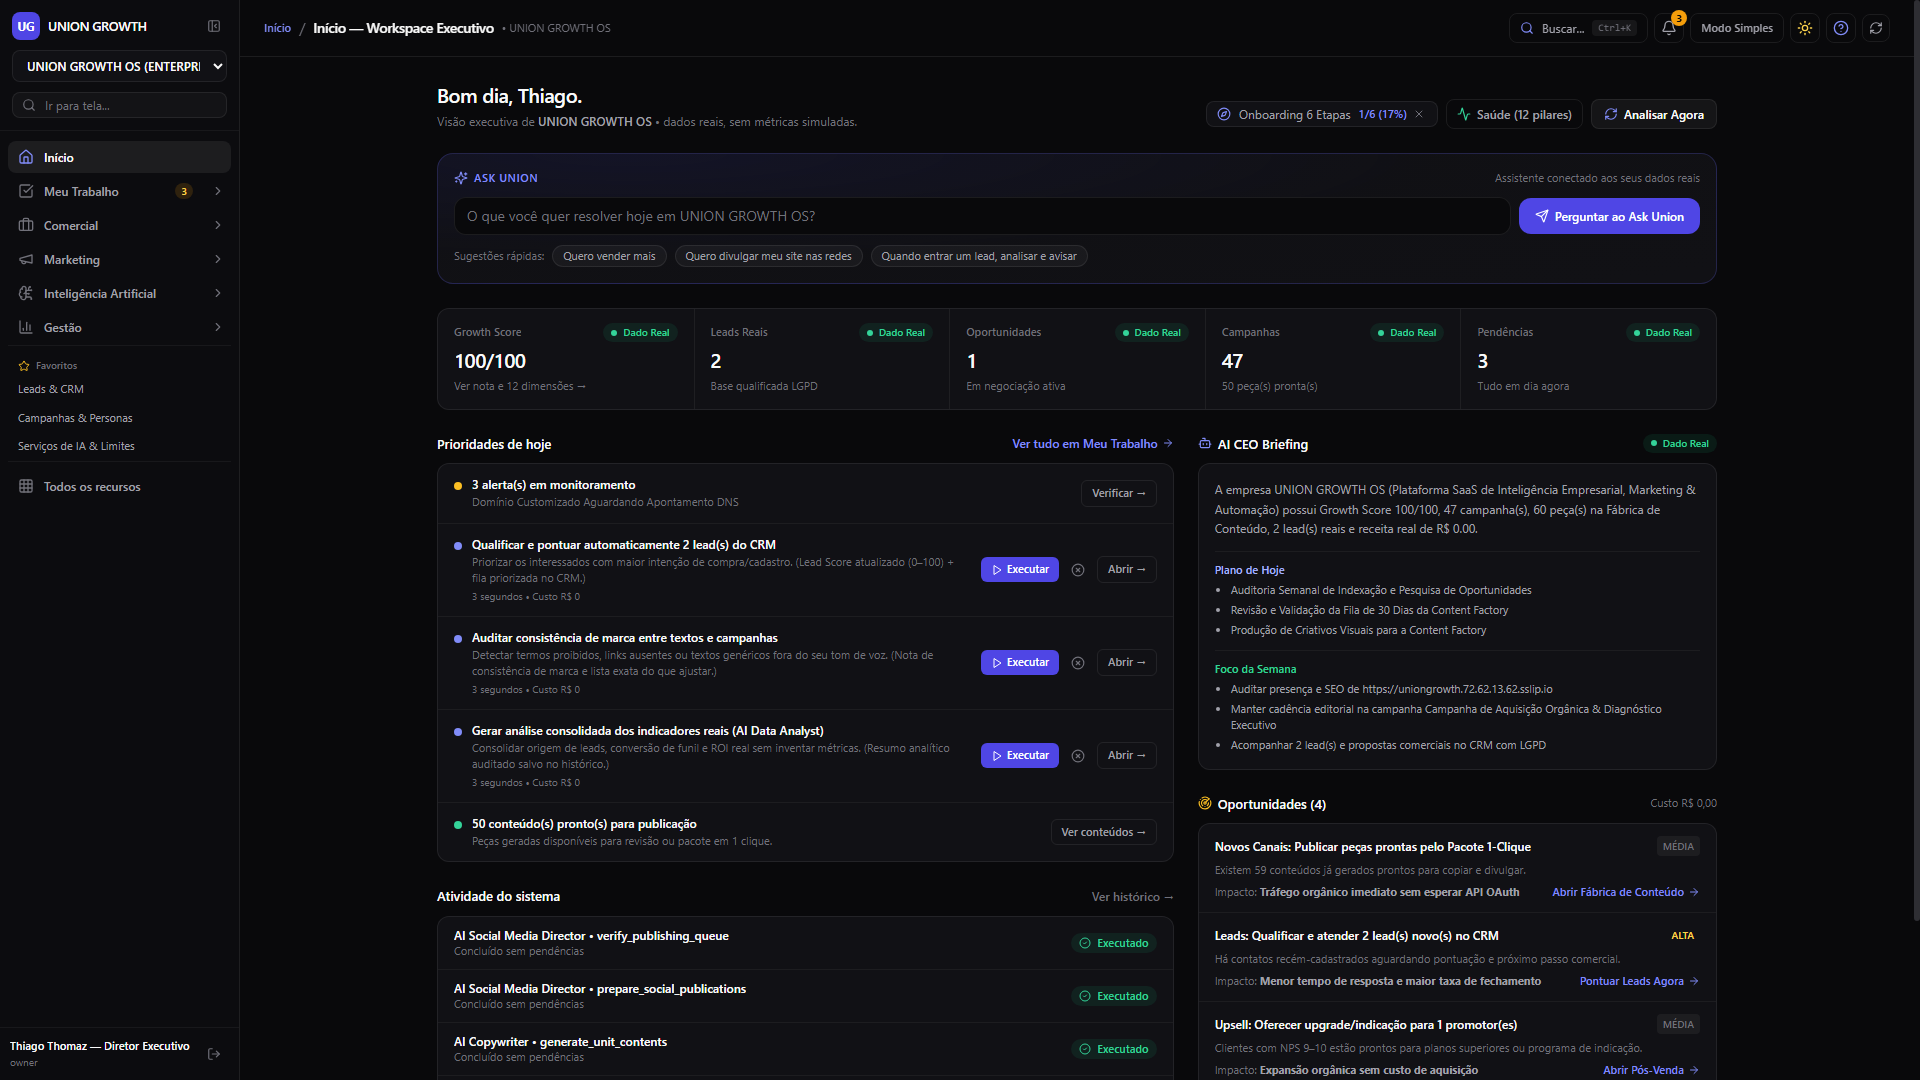 UG UNION GROWTH
UNION GROWTH OS (ENTERPRI
Ir para tela...
Início
Meu Trabalho 3
Comercial
Marketing
Inteligência Artificial
Gestão
Favoritos
Leads & CRM
Campanhas & Personas
Serviços de IA & Limites
Todos os recursos
Thiago Thomaz — Diretor Executivo
owner
Início / Início — Workspace Executivo • UNION GROWTH OS
Buscar... Ctrl+K
3
Modo Simples
Bom dia, Thiago.
Visão executiva de UNION GROWTH OS • dados reais, sem métricas simuladas.
Onboarding 6 Etapas 1/6 (17%)
Saúde (12 pilares)
Analisar Agora
ASK UNION
Assistente conectado aos seus dados reais
O que você quer resolver hoje em UNION GROWTH OS?
Perguntar ao Ask Union
Sugestões rápidas: Quero vender mais Quero divulgar meu site nas redes Quando entrar um lead, analisar e avisar
Growth Score Dado Real
100/100
Ver nota e 12 dimensões →
Leads Reais Dado Real
2
Base qualificada LGPD
Oportunidades Dado Real
1
Em negociação ativa
Campanhas Dado Real
47
50 peça(s) pronta(s)
Pendências Dado Real
3
Tudo em dia agora
Prioridades de hoje
Ver tudo em Meu Trabalho →
3 alerta(s) em monitoramento
Domínio Customizado Aguardando Apontamento DNS
Verificar →
Qualificar e pontuar automaticamente 2 lead(s) do CRM
Priorizar os interessados com maior intenção de compra/cadastro. (Lead Score atualizado (0–100) +
fila priorizada no CRM.)
3 segundos • Custo R$ 0
Executar Abrir →
Auditar consistência de marca entre textos e campanhas
Detectar termos proibidos, links ausentes ou textos genéricos fora do seu tom de voz. (Nota de
consistência de marca e lista exata do que ajustar.)
3 segundos • Custo R$ 0
Executar Abrir →
Gerar análise consolidada dos indicadores reais (AI Data Analyst)
Consolidar origem de leads, conversão de funil e ROI real sem inventar métricas. (Resumo analítico
auditado salvo no histórico.)
3 segundos • Custo R$ 0
Executar Abrir →
50 conteúdo(s) pronto(s) para publicação
Peças geradas disponíveis para revisão ou pacote em 1 clique.
Ver conteúdos →
Atividade do sistema
Ver histórico →
AI Social Media Director • verify_publishing_queue
Concluído sem pendências
Executado
AI Social Media Director • prepare_social_publications
Concluído sem pendências
Executado
AI Copywriter • generate_unit_contents
Concluído sem pendências
Executado
AI CEO Briefing
Dado Real
A empresa UNION GROWTH OS (Plataforma SaaS de Inteligência Empresarial, Marketing &
Automação) possui Growth Score 100/100, 47 campanha(s), 60 peça(s) na Fábrica de
Conteúdo, 2 lead(s) reais e receita real de R$ 0.00.
Plano de Hoje
• Auditoria Semanal de Indexação e Pesquisa de Oportunidades
• Revisão e Validação da Fila de 30 Dias da Content Factory
• Produção de Criativos Visuais para a Content Factory
Foco da Semana
• Auditar presença e SEO de https://uniongrowth.72.62.13.62.sslip.io
• Manter cadência editorial na campanha Campanha de Aquisição Orgânica & Diagnóstico
Executivo
• Acompanhar 2 lead(s) e propostas comerciais no CRM com LGPD
Oportunidades (4)
Custo R$ 0,00
Novos Canais: Publicar peças prontas pelo Pacote 1-Clique
MÉDIA
Existem 59 conteúdos já gerados prontos para copiar e divulgar.
Impacto: Tráfego orgânico imediato sem esperar API OAuth
Abrir Fábrica de Conteúdo →
Leads: Qualificar e atender 2 lead(s) novo(s) no CRM
ALTA
Há contatos recém-cadastrados aguardando pontuação e próximo passo comercial.
Impacto: Menor tempo de resposta e maior taxa de fechamento
Pontuar Leads Agora →
Upsell: Oferecer upgrade/indicação para 1 promotor(es)
MÉDIA
Clientes com NPS 9–10 estão prontos para planos superiores ou programa de indicação.
Impacto: Expansão orgânica sem custo de aquisição
Abrir Pós-Venda →